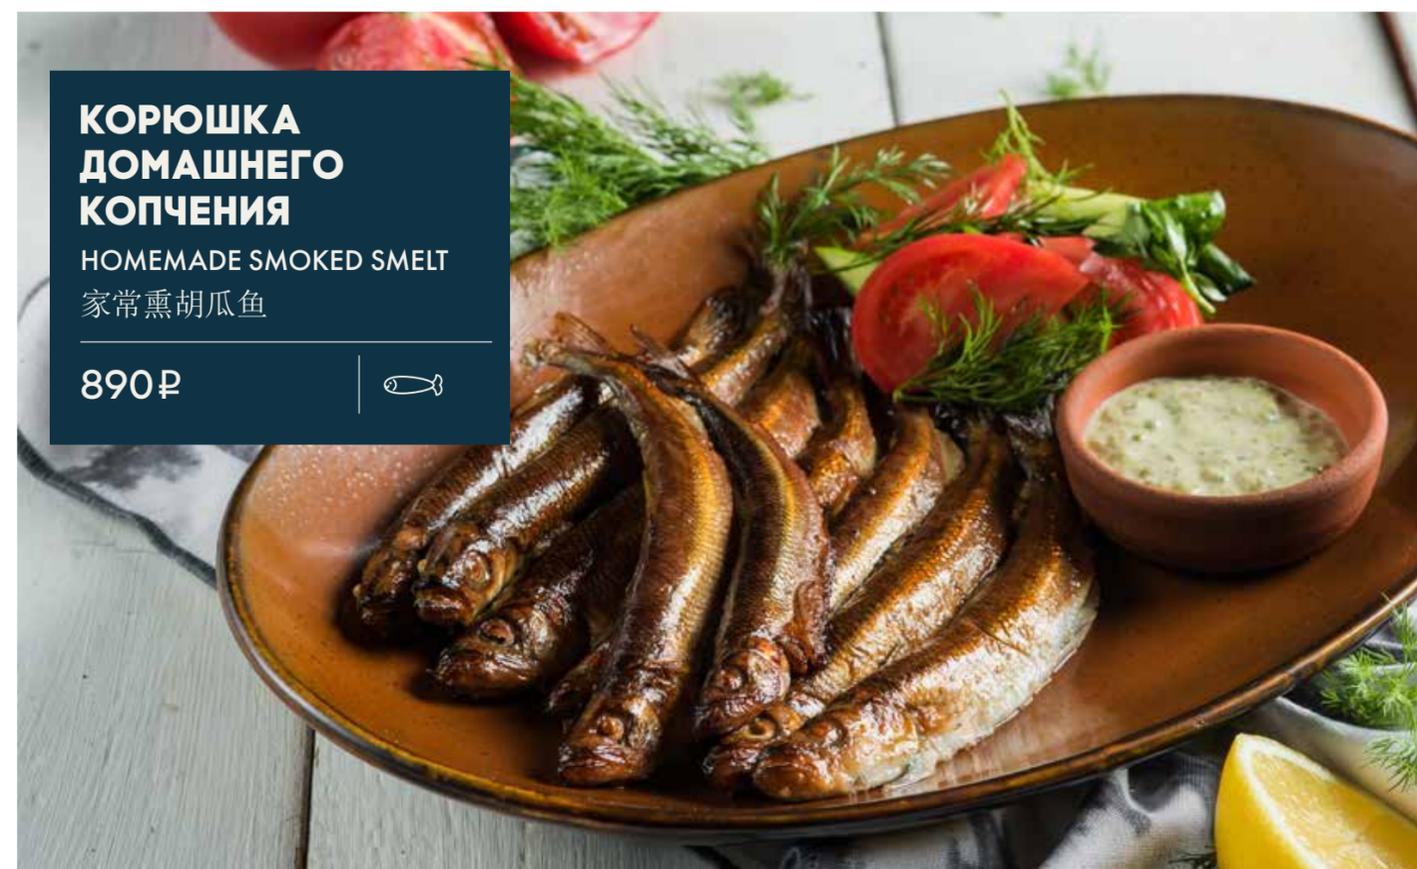 КОРЮШКА
ДОМАШНЕГО
КОПЧЕНИЯ
HOMEMADE SMOKED SMELT
家常熏胡瓜鱼
890₽